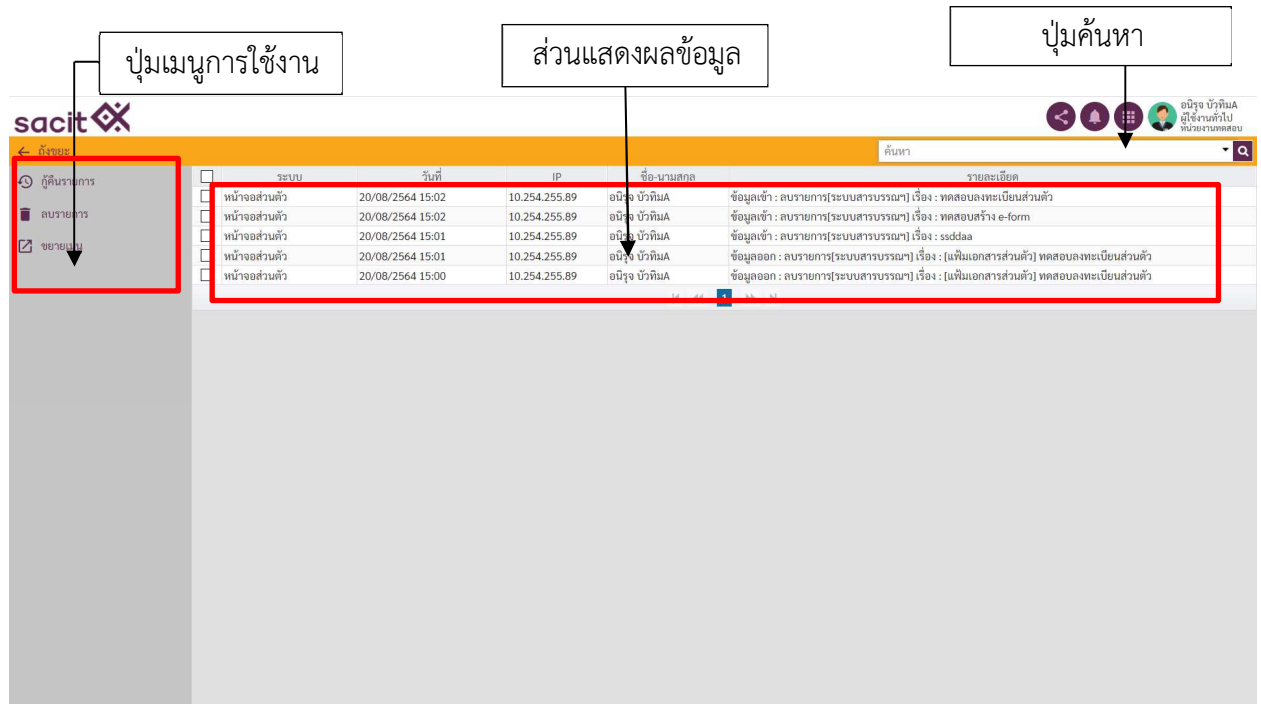 ปุ่มเมนูการใช้งาน
ส่วนแสดงผลข้อมูล
ปุ่มค้นหา
sacit
อนิรุจ บัวทิมA
ผู้ใช้งานทั่วไป
หน่วยงานทดสอบ
ถังขยะ
ค้นหา
กู้คืนรายการ
ลบรายการ
ขยายเมนู
ระบบ วันที่ IP ชื่อ-นามสกุล รายละเอียด
หน้าจอส่วนตัว 20/08/2564 15:02 10.254.255.89 อนิรุจ บัวทิมA ข้อมูลเข้า : ลบรายการ[ระบบสารบรรณฯ] เรื่อง : ทดสอบลงทะเบียนส่วนตัว
หน้าจอส่วนตัว 20/08/2564 15:02 10.254.255.89 อนิรุจ บัวทิมA ข้อมูลเข้า : ลบรายการ[ระบบสารบรรณฯ] เรื่อง : ทดสอบสร้าง e-form
หน้าจอส่วนตัว 20/08/2564 15:01 10.254.255.89 อนิรุจ บัวทิมA ข้อมูลเข้า : ลบรายการ[ระบบสารบรรณฯ] เรื่อง : ssddaa
หน้าจอส่วนตัว 20/08/2564 15:01 10.254.255.89 อนิรุจ บัวทิมA ข้อมูลออก : ลบรายการ[ระบบสารบรรณฯ] เรื่อง : [แฟ้มเอกสารส่วนตัว] ทดสอบลงทะเบียนส่วนตัว
หน้าจอส่วนตัว 20/08/2564 15:00 10.254.255.89 อนิรุจ บัวทิมA ข้อมูลออก : ลบรายการ[ระบบสารบรรณฯ] เรื่อง : [แฟ้มเอกสารส่วนตัว] ทดสอบลงทะเบียนส่วนตัว
1